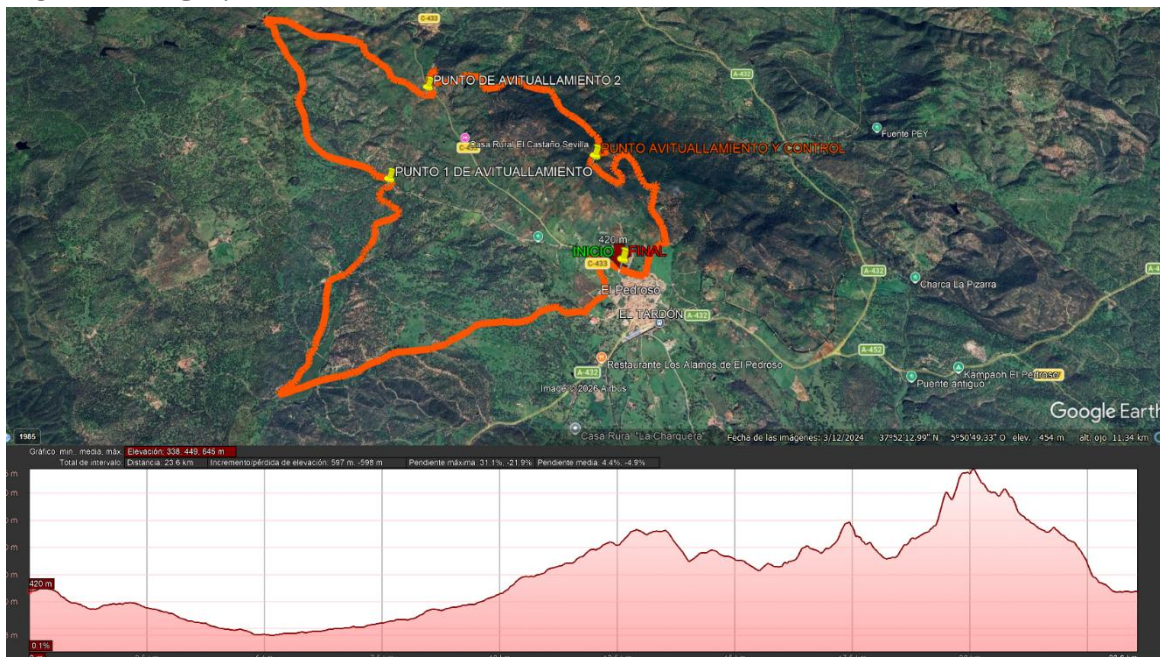 C-433
A-432
PUNTO DE AVITUALLAMIENTO 2
Fuente PEY
Casa Rural El Castaño Sevilla
PUNTO AVITUALLAMIENTO Y CONTROL
PUNTO 1 DE AVITUALLAMIENTO
420 m
INICIO FINAL
C-433
A-432
Charca La Pizarra
El Pedroso
EL TARDÓN
A-432
A-452
Restaurante Los Alamos de El Pedroso
A-432
Kampaoh El Pedroso
Puente antiguo
Image © 2026 Airbus
Google Earth
Casa Rural "La Charquera"
1985
Fecha de las imágenes: 3/12/2024 37°52'12.99" N 5°50'49.33" O elev. 454 m alt. ojo 11.34 km
Gráfico: mín., media, máx. Elevación: 338, 449, 645 m
Total de intervalo: Distancia: 23.6 km Incremento/pérdida de elevación: 597 m, -598 m Pendiente máxima: 31.1%, -21.9% Pendiente media: 4.4%, -4.9%
420 m
0.1%